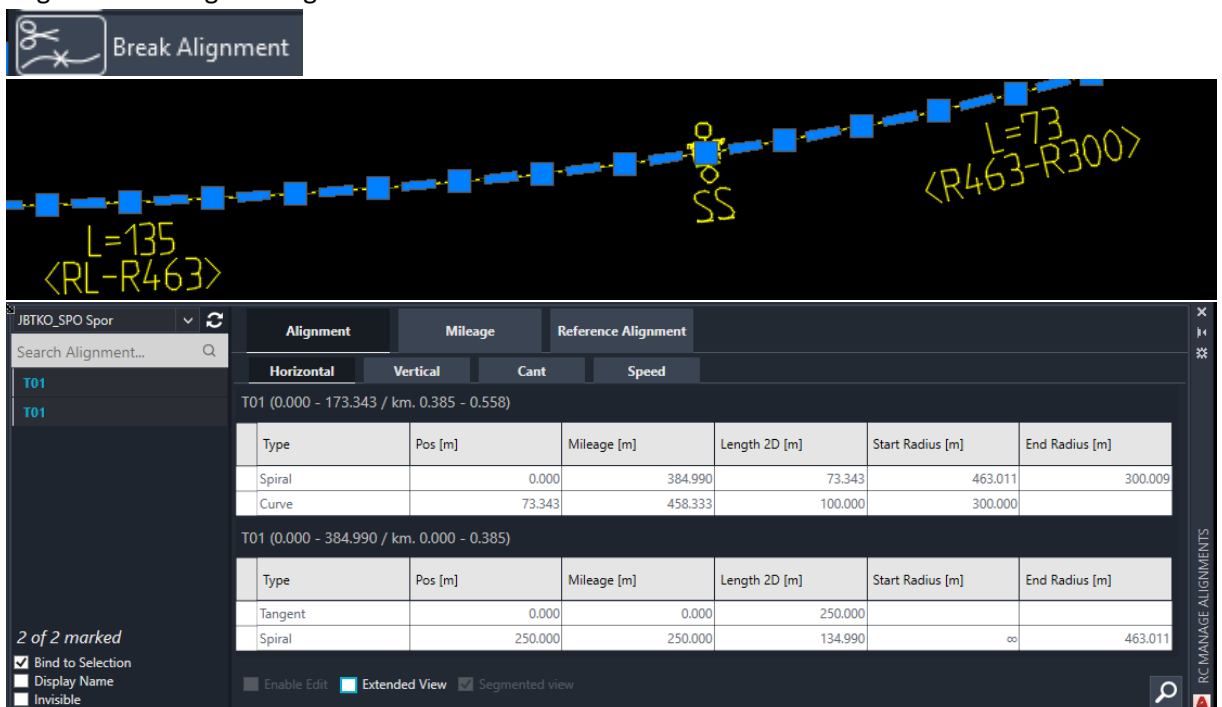 Break Alignment
L=135
<RL-R463>
SS
L=73
<R463-R300>
JBTKO_SPO Spor
Search Alignment...
T01
T01
2 of 2 marked
Bind to Selection
Display Name
Invisible
Alignment Mileage Reference Alignment
Horizontal Vertical Cant Speed
T01 (0.000 - 173.343 / km. 0.385 - 0.558)
Type Pos [m] Mileage [m] Length 2D [m] Start Radius [m] End Radius [m]
Spiral 0.000 384.990 73.343 463.011 300.009
Curve 73.343 458.333 100.000 300.000
T01 (0.000 - 384.990 / km. 0.000 - 0.385)
Type Pos [m] Mileage [m] Length 2D [m] Start Radius [m] End Radius [m]
Tangent 0.000 0.000 250.000
Spiral 250.000 250.000 134.990 ∞ 463.011
Enable Edit Extended View Segmented view
RC MANAGE ALIGNMENTS